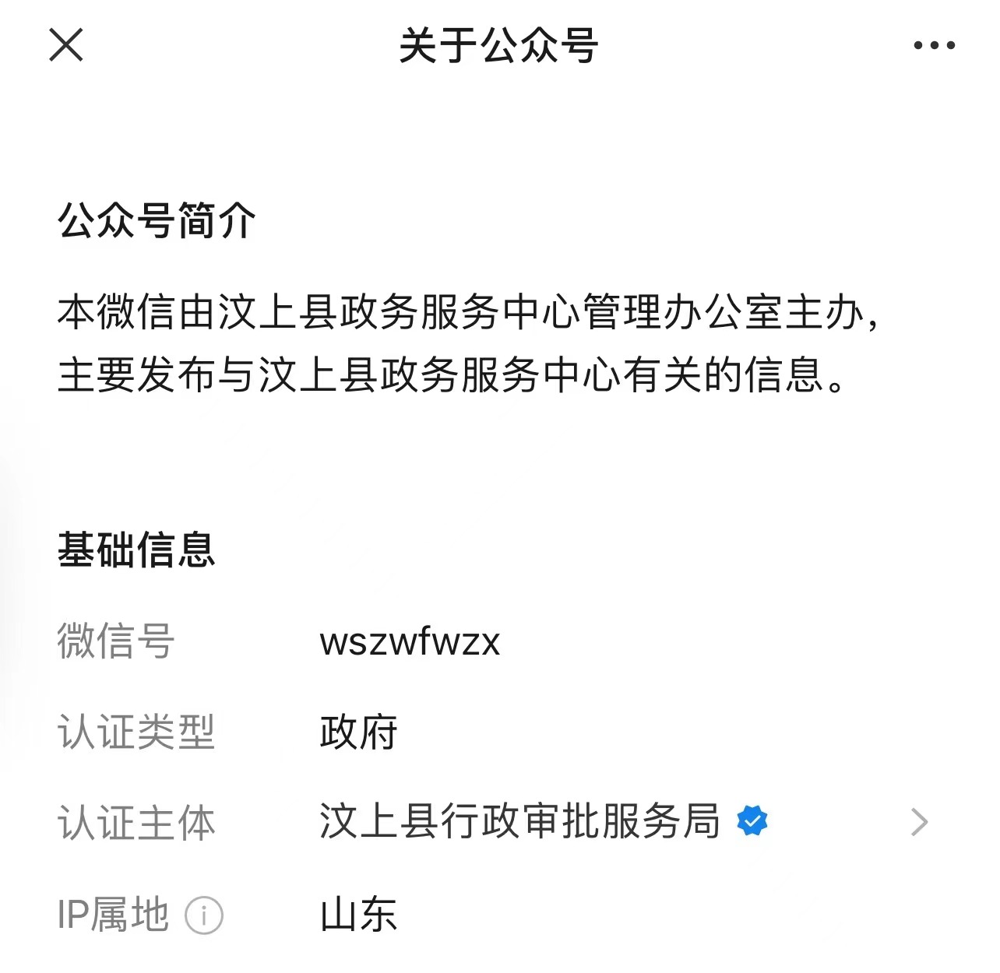 关于公众号
公众号简介
本微信由汶上县政务服务中心管理办公室主办，
主要发布与汶上县政务服务中心有关的信息。
基础信息
微信号 wszwfwzx
认证类型 政府
认证主体 汶上县行政审批服务局
IP属地 山东